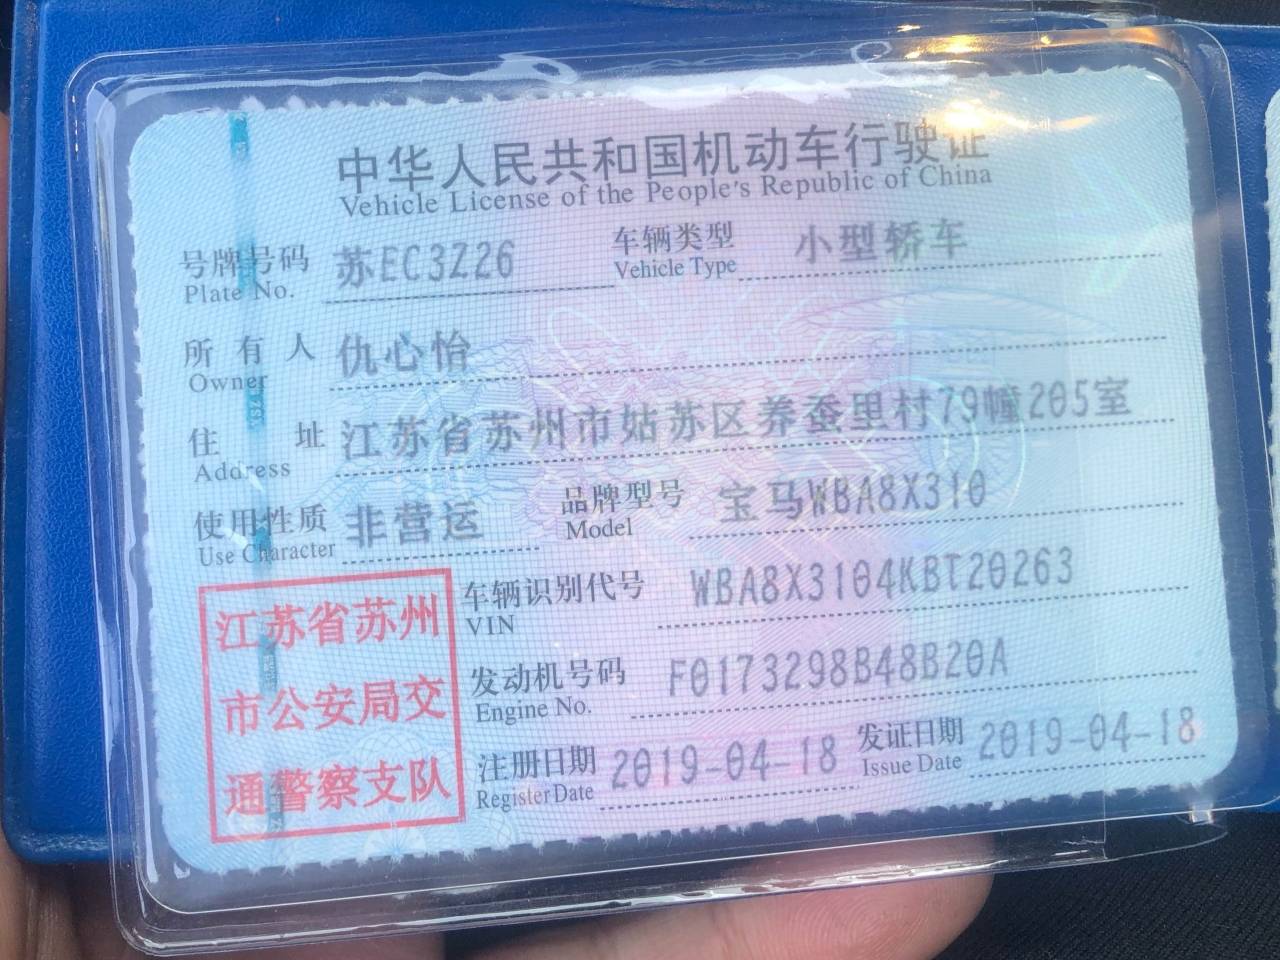 中华人民共和国机动车行驶证
Vehicle License of the People's Republic of China
号牌号码 苏EC3Z26 车辆类型 小型轿车
Plate No. Vehicle Type
所有人 仇心怡
Owner
住址 江苏省苏州市姑苏区养蚕里村79幢205室
Address
使用性质 非营运 品牌型号 宝马WBA8X310
Use Character Model
车辆识别代号 WBA8X3104KBT20263
VIN
发动机号码 F0173298B48B20A
Engine No.
注册日期 2019-04-18 发证日期 2019-04-18
Register Date Issue Date
江苏省苏州
市公安局交
通警察支队